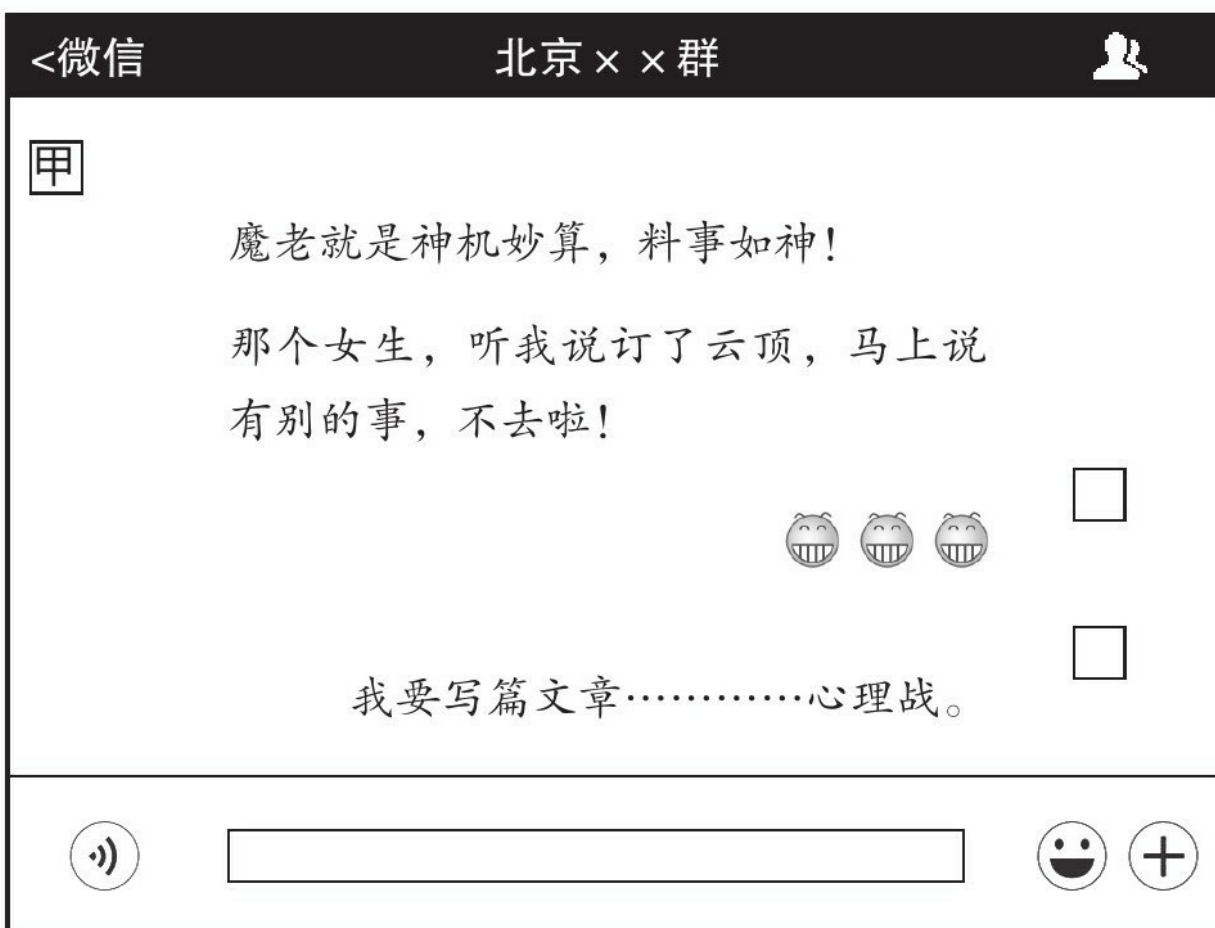 <微信 北京××群
甲
魔老就是神机妙算，料事如神！
那个女生，听我说订了云顶，马上说
有别的事，不去啦！
我要写篇文章…………心理战。